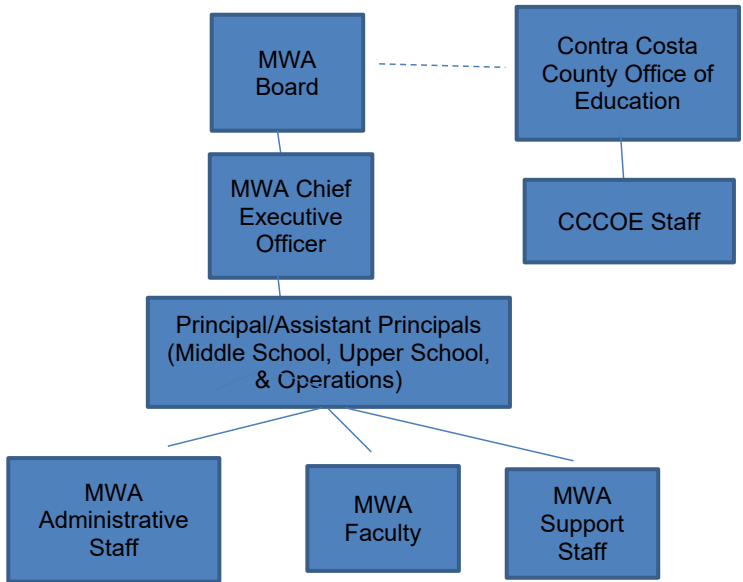 MWA
Board
Contra Costa
County Office of
Education
MWA Chief
Executive
Officer
CCCOE Staff
Principal/Assistant Principals
(Middle School, Upper School,
& Operations)
MWA
Administrative
Staff
MWA
Faculty
MWA
Support
Staff